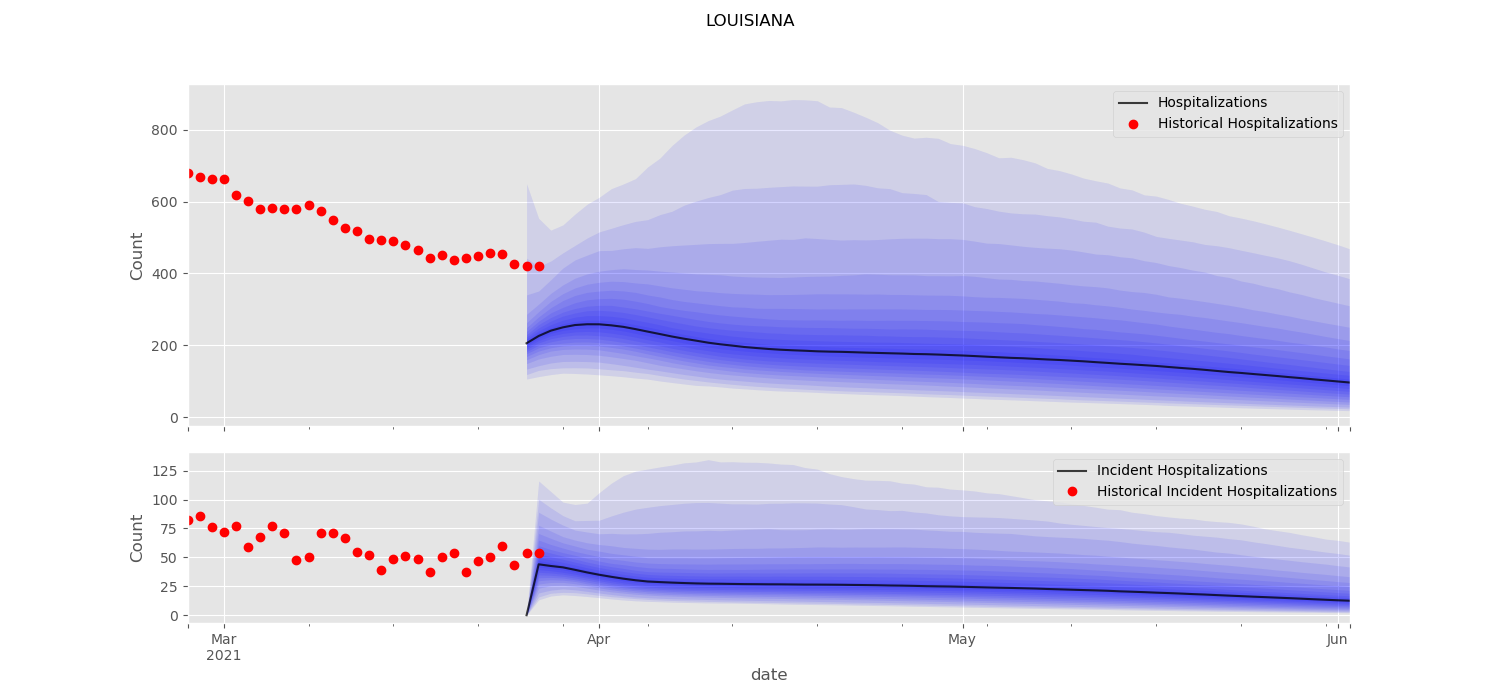 LOUISIANA
Hospitalizations
Historical Hospitalizations
800
600
400
200
0
Count
Incident Hospitalizations
Historical Incident Hospitalizations
125
100
75
50
25
0
Count
Mar Apr May Jun
2021
date